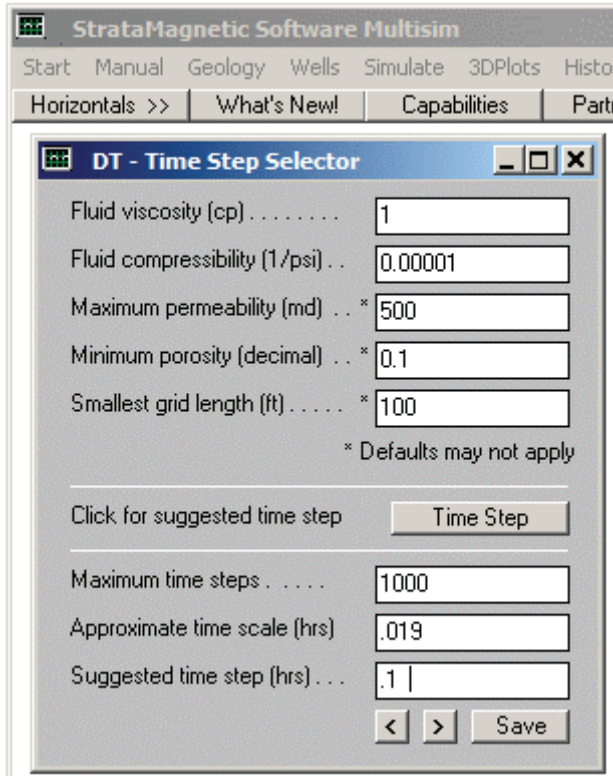 StrataMagnetic Software Multisim
Start Manual Geology Wells Simulate 3DPlots Histo
Horizontals >> What's New! Capabilities Part
DT - Time Step Selector
Fluid viscosity (cp) . . . . . . . . 1
Fluid compressibility (1/psi) . . 0.00001
Maximum permeability (md) . . * 500
Minimum porosity (decimal) . . * 0.1
Smallest grid length (ft) . . . . . * 100
* Defaults may not apply
Click for suggested time step Time Step
Maximum time steps . . . . . 1000
Approximate time scale (hrs) .019
Suggested time step (hrs) . . . .1
< > Save